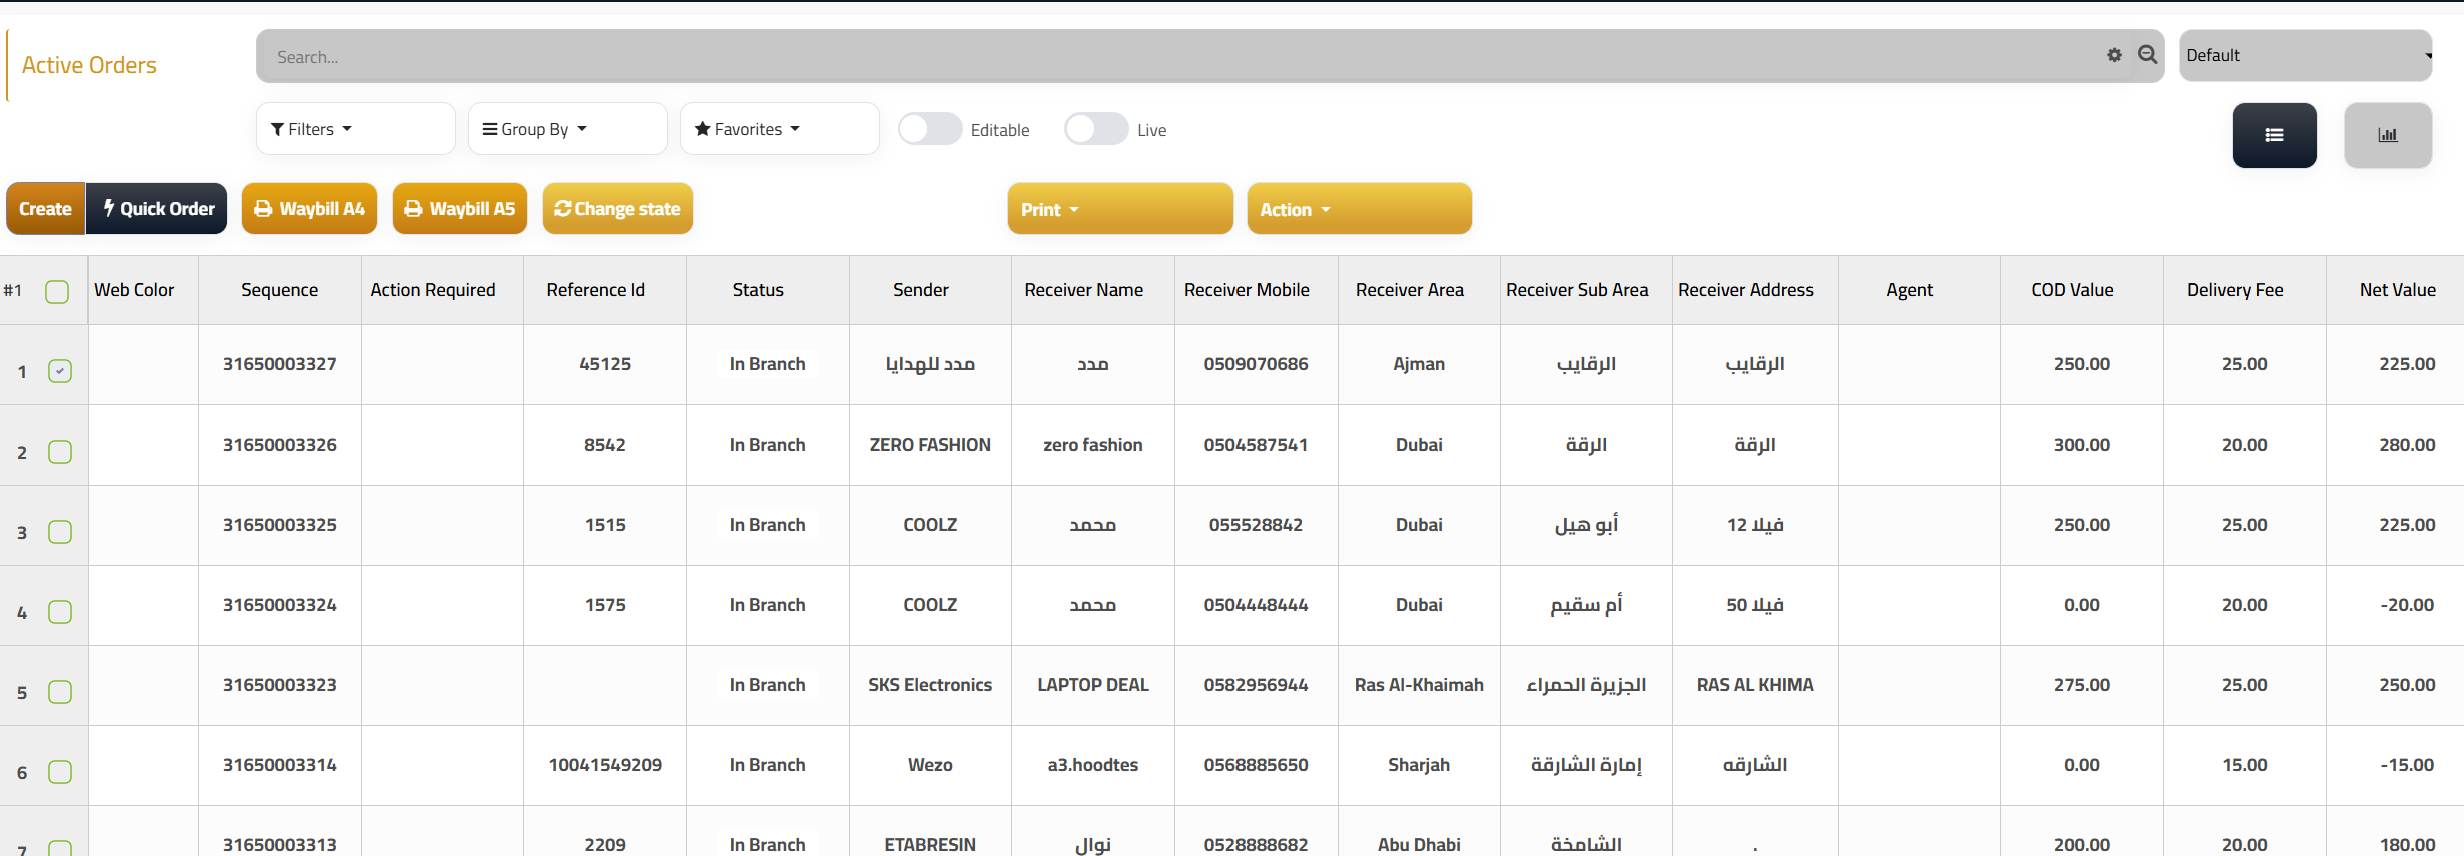 Active Orders
Search...
Default
Filters
Group By
Favorites
Editable
Live
Create
Quick Order
Waybill A4
Waybill A5
Change state
Print
Action
#1 Web Color Sequence Action Required Reference Id Status Sender Receiver Name Receiver Mobile Receiver Area Receiver Sub Area Receiver Address Agent COD Value Delivery Fee Net Value
1 31650003327 45125 In Branch مدد للهدايا مدد 0509070686 Ajman الرقايب الرقايب 250.00 25.00 225.00
2 31650003326 8542 In Branch ZERO FASHION zero fashion 0504587541 Dubai الرقة الرقة 300.00 20.00 280.00
3 31650003325 1515 In Branch COOLZ محمد 055528842 Dubai أبو هيل فيلا 12 250.00 25.00 225.00
4 31650003324 1575 In Branch COOLZ محمد 0504448444 Dubai أم سقيم فيلا 50 0.00 20.00 -20.00
5 31650003323 In Branch SKS Electronics LAPTOP DEAL 0582956944 Ras Al-Khaimah الجزيرة الحمراء RAS AL KHIMA 275.00 25.00 250.00
6 31650003314 10041549209 In Branch Wezo a3.hoodtes 0568885650 Sharjah إمارة الشارقة الشارقه 0.00 15.00 -15.00
7 31650003313 2209 In Branch ETABRESIN نوال 0528888682 Abu Dhabi الشامخة . 200.00 20.00 180.00